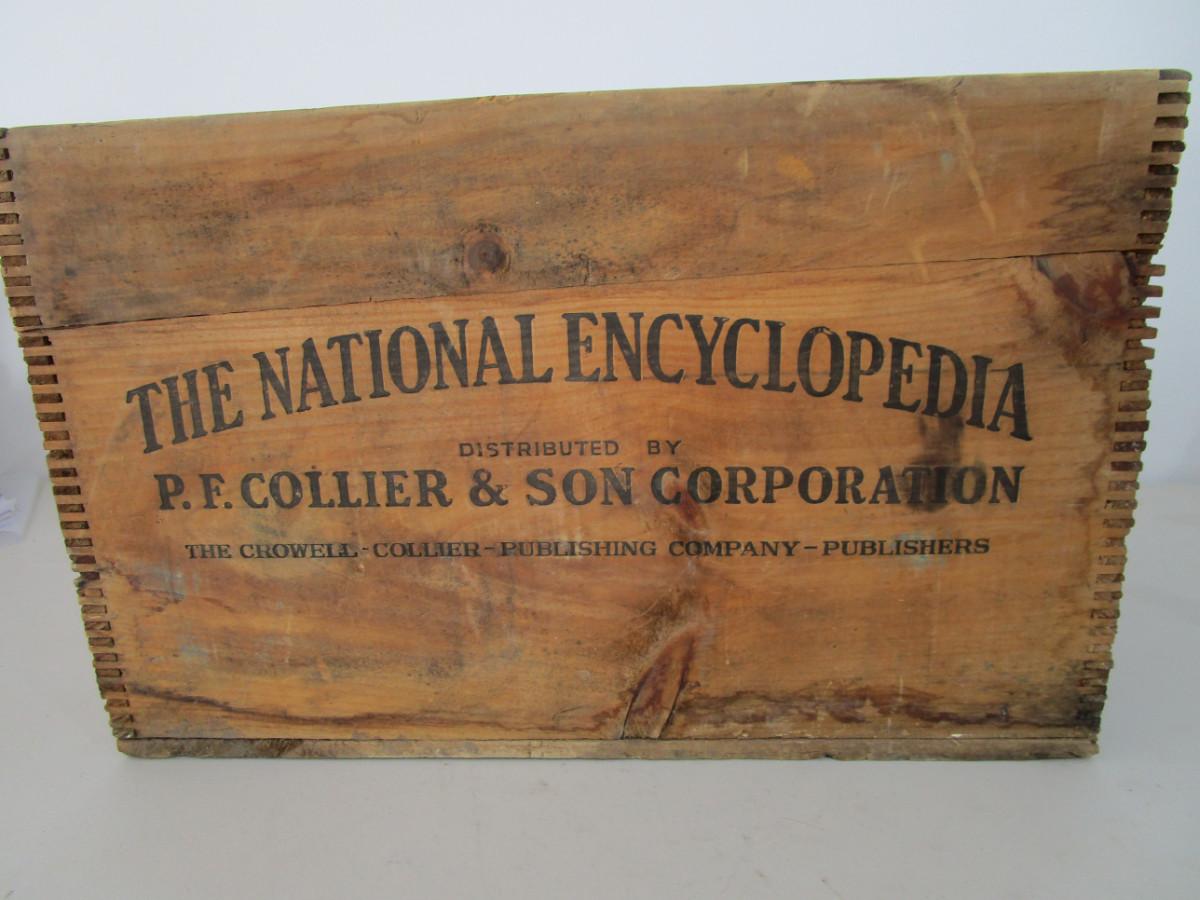 THE NATIONAL ENCYCLOPEDIA
DISTRIBUTED BY
P. F. COLLIER & SON CORPORATION
THE CROWELL - COLLIER - PUBLISHING COMPANY - PUBLISHERS